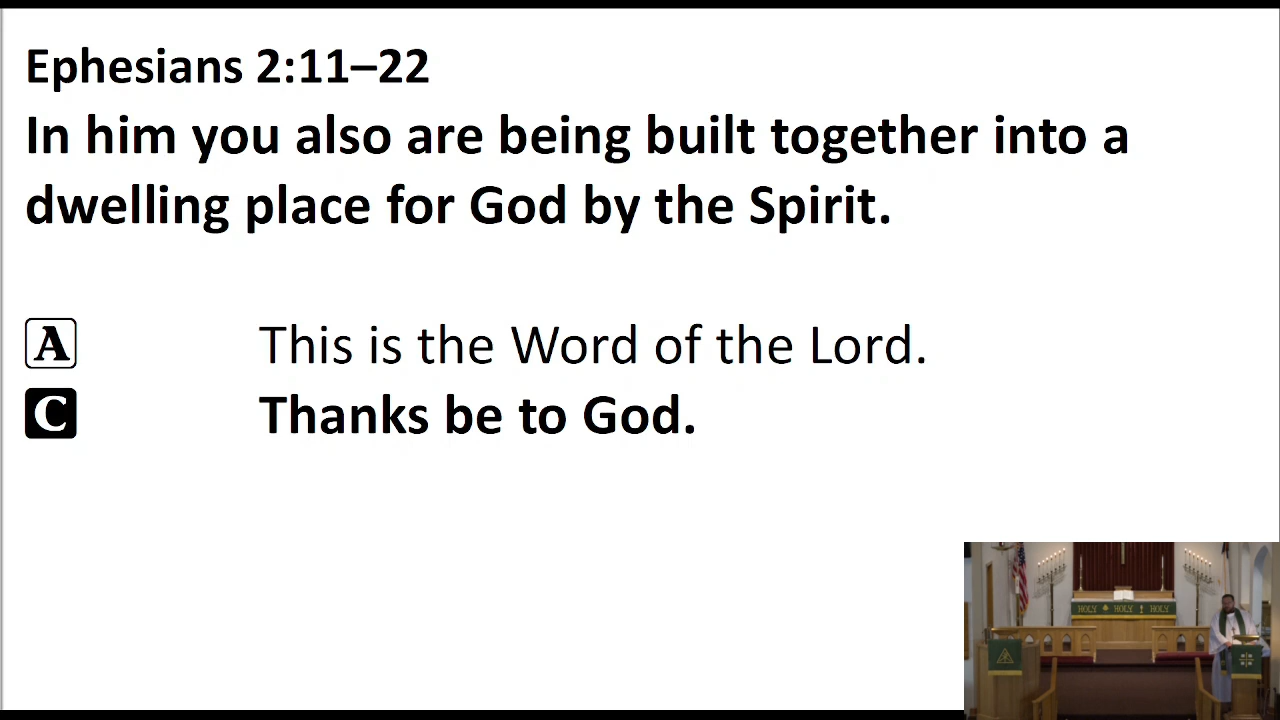 Ephesians 2:11–22
In him you also are being built together into a
dwelling place for God by the Spirit.
A This is the Word of the Lord.
C Thanks be to God.
HOLY HOLY HOLY